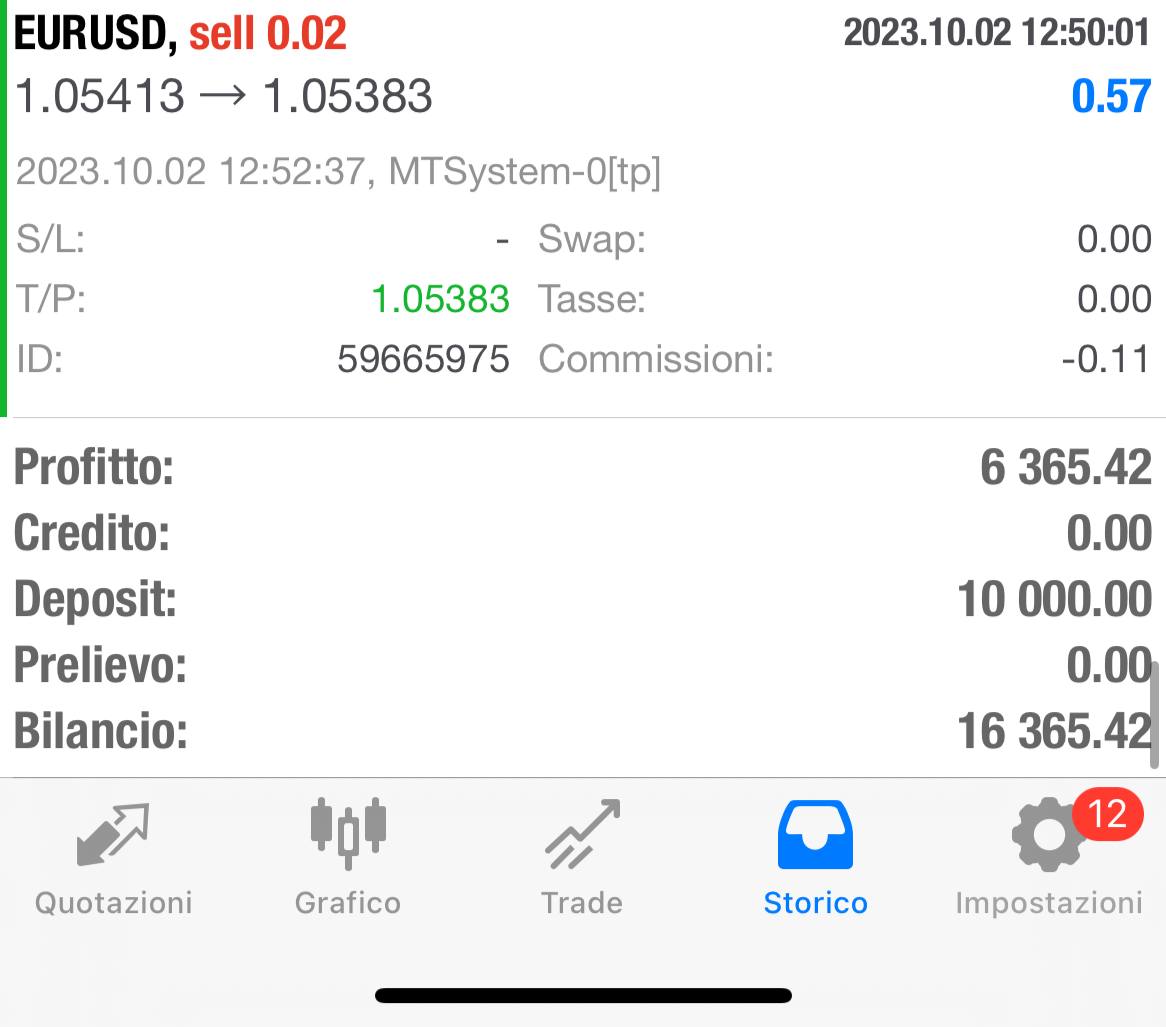 EURUSD, sell 0.02 2023.10.02 12:50:01
1.05413 → 1.05383 0.57
2023.10.02 12:52:37, MTSystem-0[tp]
S/L: - Swap: 0.00
T/P: 1.05383 Tasse: 0.00
ID: 59665975 Commissioni: -0.11
Profitto: 6 365.42
Credito: 0.00
Deposit: 10 000.00
Prelievo: 0.00
Bilancio: 16 365.42
12
Quotazioni Grafico Trade Storico Impostazioni